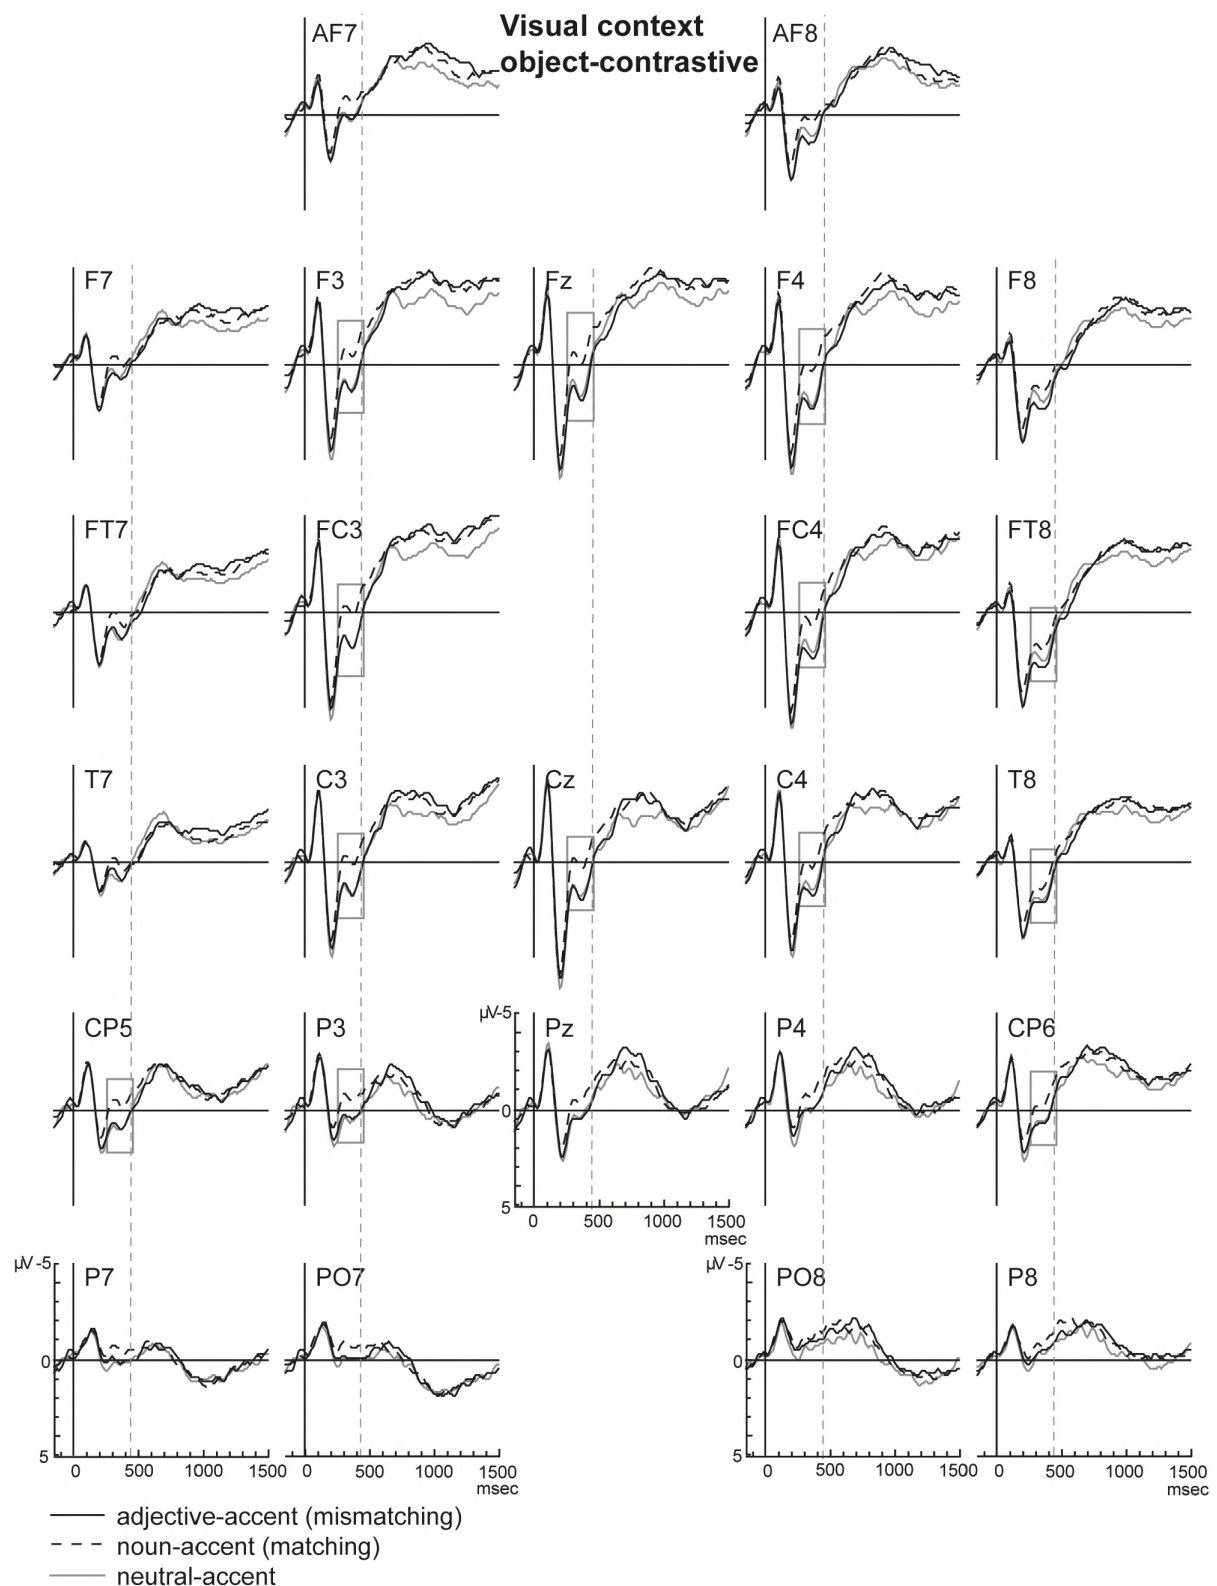 Visual context
object-contrastive
AF7
AF8
F7
F3
Fz
F4
F8
FT7
FC3
FC4
FT8
T7
C3
Cz
C4
T8
CP5
P3
µV-5
Pz
P4
CP6
0
5
0 500 1000 1500
msec
µV -5
P7
PO7
µV -5
PO8
P8
0
0
5
5
0 500 1000 1500
0 500 1000 1500
msec
0 500 1000 1500
0 500 1000 1500
msec
adjective-accent (mismatching)
noun-accent (matching)
neutral-accent